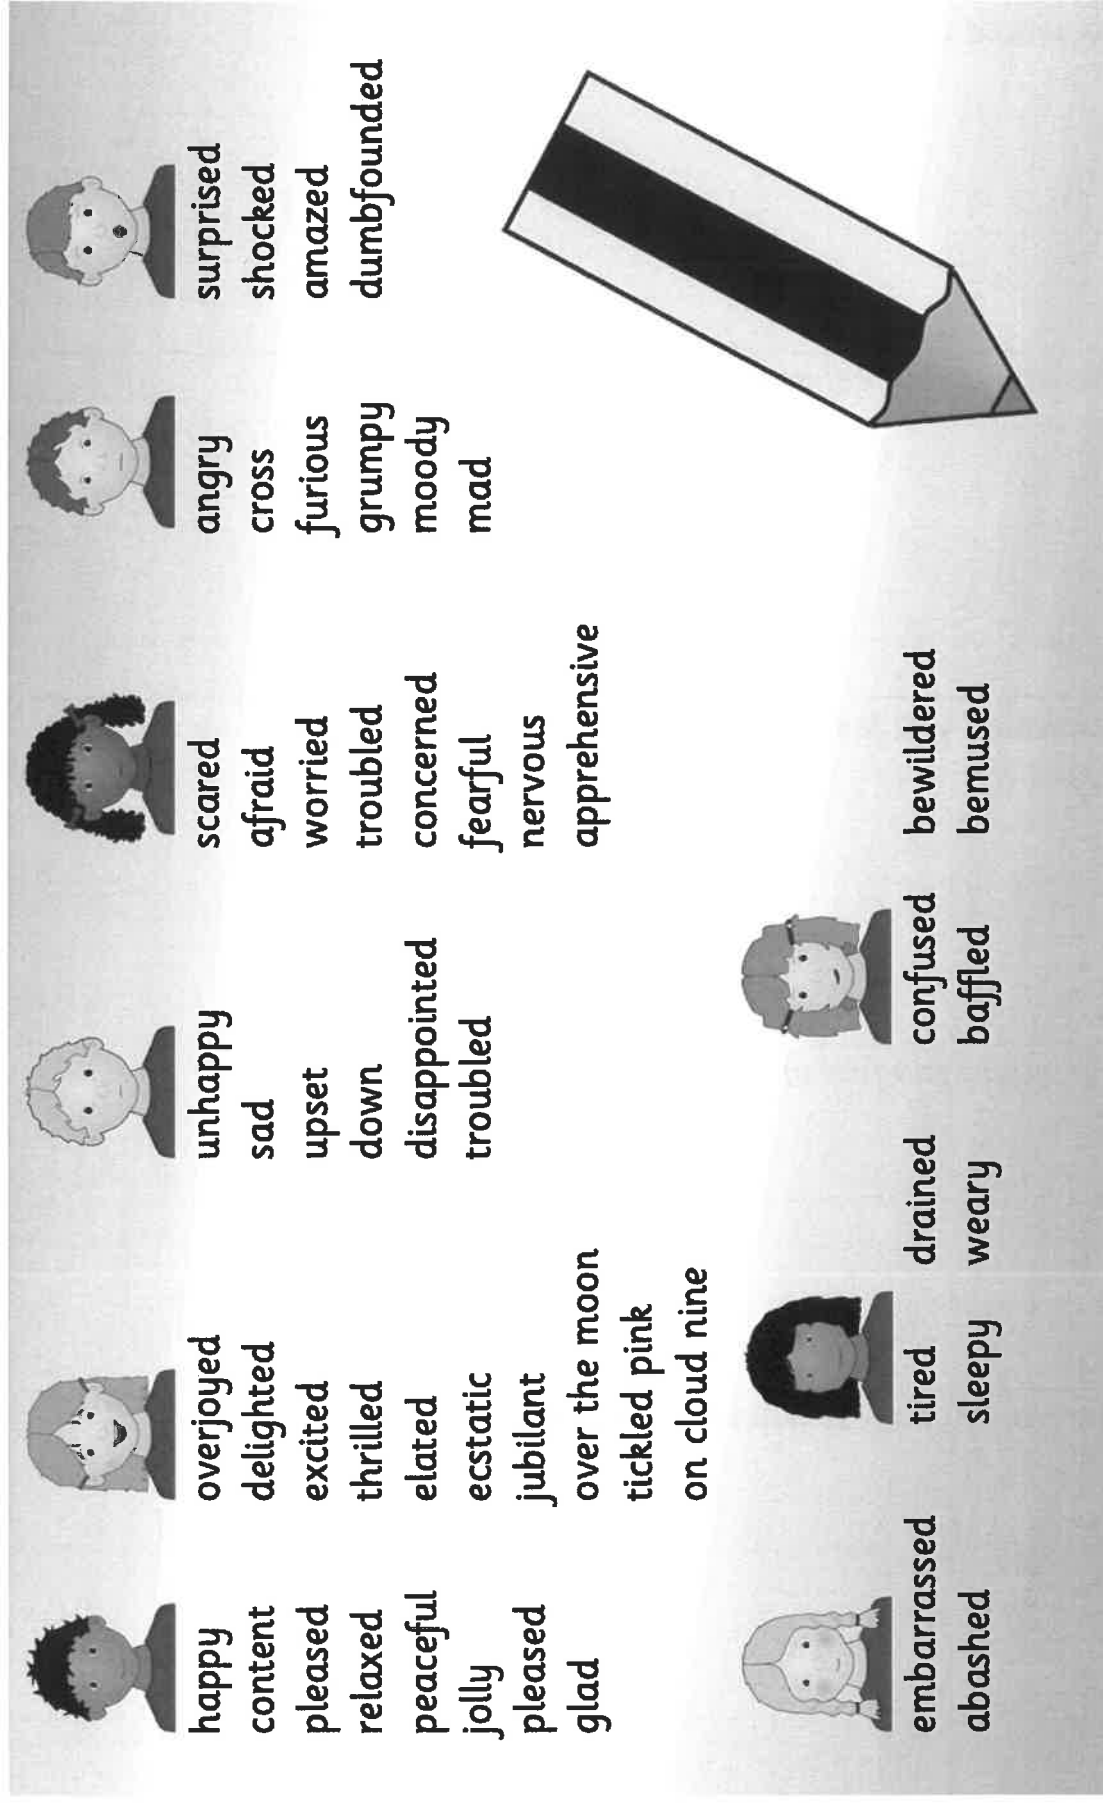 happy
content
pleased
relaxed
peaceful
jolly
pleased
glad
overjoyed
delighted
excited
thrilled
elated
ecstatic
jubilant
over the moon
tickled pink
on cloud nine
unhappy
sad
upset
down
disappointed
troubled
scared
afraid
worried
troubled
concerned
fearful
nervous
apprehensive
angry
cross
furious
grumpy
moody
mad
surprised
shocked
amazed
dumbfounded
embarrassed
abashed
tired
sleepy
drained
weary
confused
baffled
bewildered
bemused